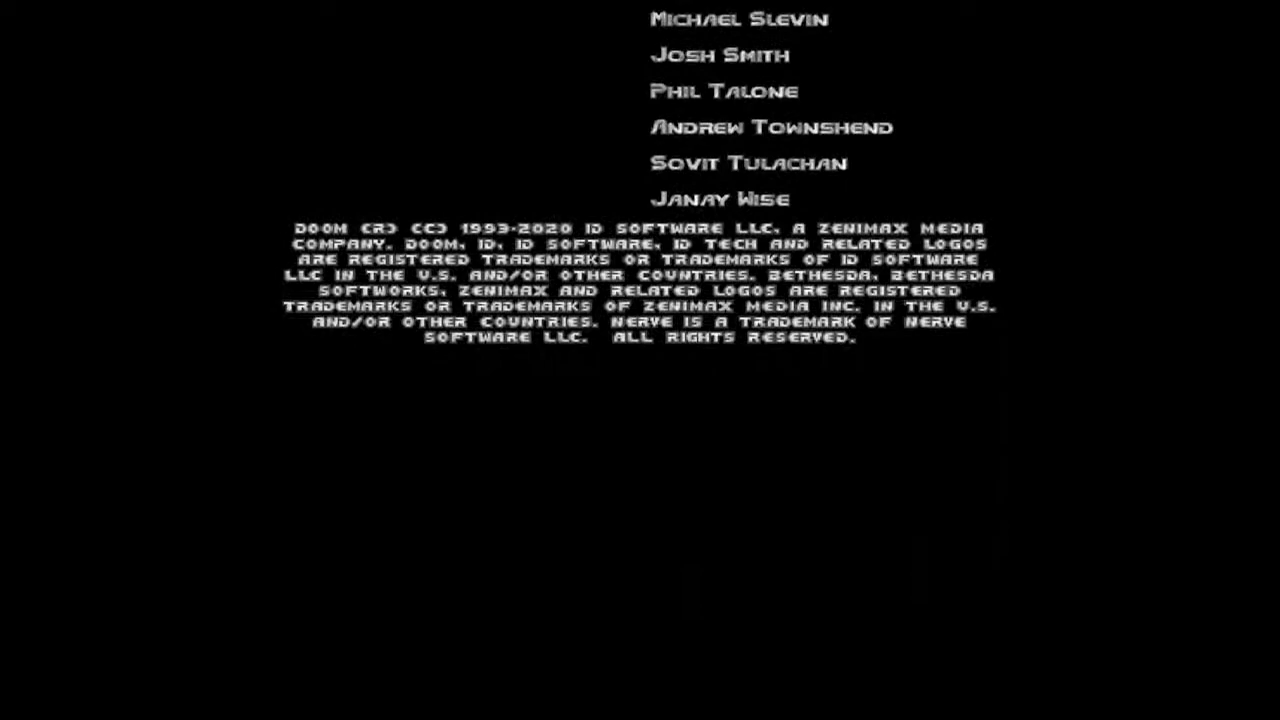 Michael Slevin
Josh Smith
Phil Talone
Andrew Townshend
Sovit Tulachan
Janay Wise
DOOM (R) (C) 1993-2020 ID SOFTWARE LLC, A ZENIMAX MEDIA
COMPANY. DOOM, ID, ID SOFTWARE, ID TECH AND RELATED LOGOS
ARE REGISTERED TRADEMARKS OR TRADEMARKS OF ID SOFTWARE
LLC IN THE U.S. AND/OR OTHER COUNTRIES. BETHESDA, BETHESDA
SOFTWORKS, ZENIMAX AND RELATED LOGOS ARE REGISTERED
TRADEMARKS OR TRADEMARKS OF ZENIMAX MEDIA INC. IN THE U.S.
AND/OR OTHER COUNTRIES. NERVE IS A TRADEMARK OF NERVE
SOFTWARE LLC. ALL RIGHTS RESERVED.